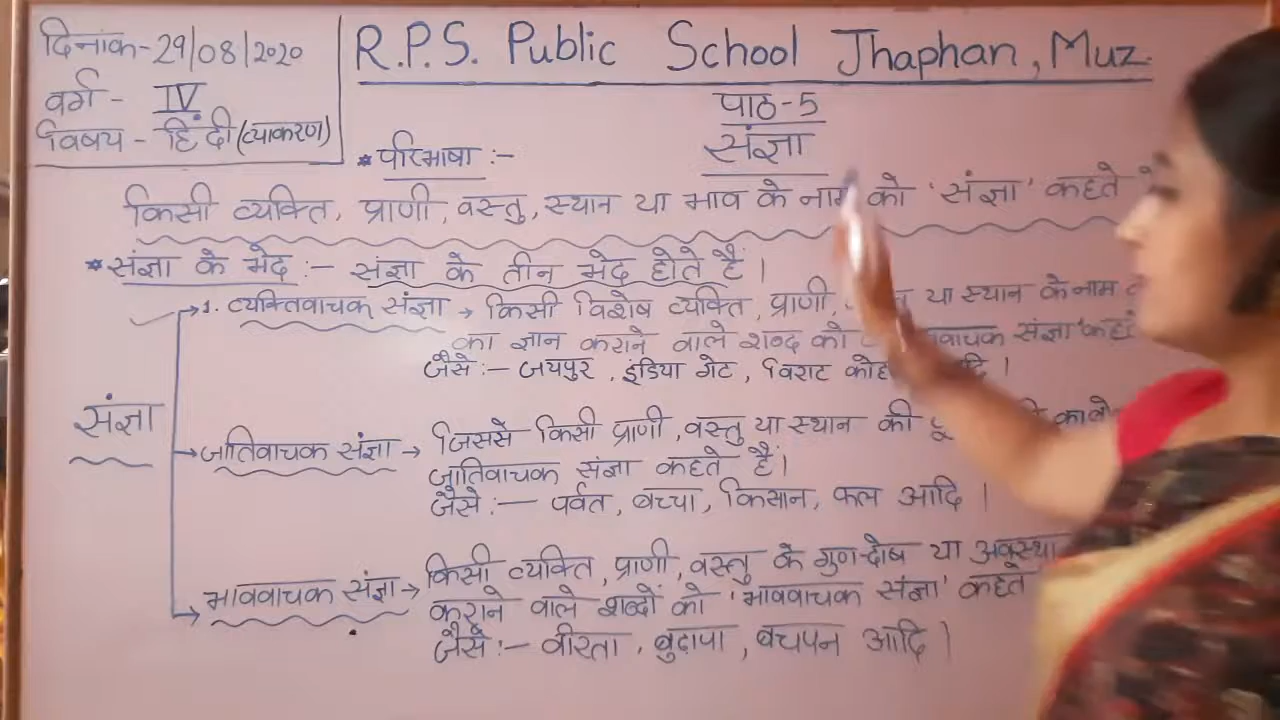 दिनांक-29/08/2020
वर्ग - IV
विषय - हिंदी (व्याकरण)
R.P.S. Public School Jhaphan, Muz.
पाठ-5
संज्ञा
* परिभाषा :-
किसी व्यक्ति, प्राणी, वस्तु, स्थान या भाव के नाम को 'संज्ञा' कहते
* संज्ञा के भेद :- संज्ञा के तीन भेद होते हैं।
1. व्यक्तिवाचक संज्ञा → किसी विशेष व्यक्ति, प्राणी, या स्थान के नाम
का ज्ञान कराने वाले शब्द को संज्ञा' कहते
जैसे :- जयपुर, इंडिया गेट, विराट
संज्ञा
जातिवाचक संज्ञा → जिससे किसी प्राणी, वस्तु या स्थान की
जातिवाचक संज्ञा कहते हैं।
जैसे :- पर्वत, बच्चा, किसान, फल आदि।
भाववाचक संज्ञा → किसी व्यक्ति, प्राणी, वस्तु के गुण-दोष या अवस्था
कराने वाले शब्दों को 'भाववाचक संज्ञा' कहते
जैसे :- वीरता, बुढ़ापा, बचपन आदि।